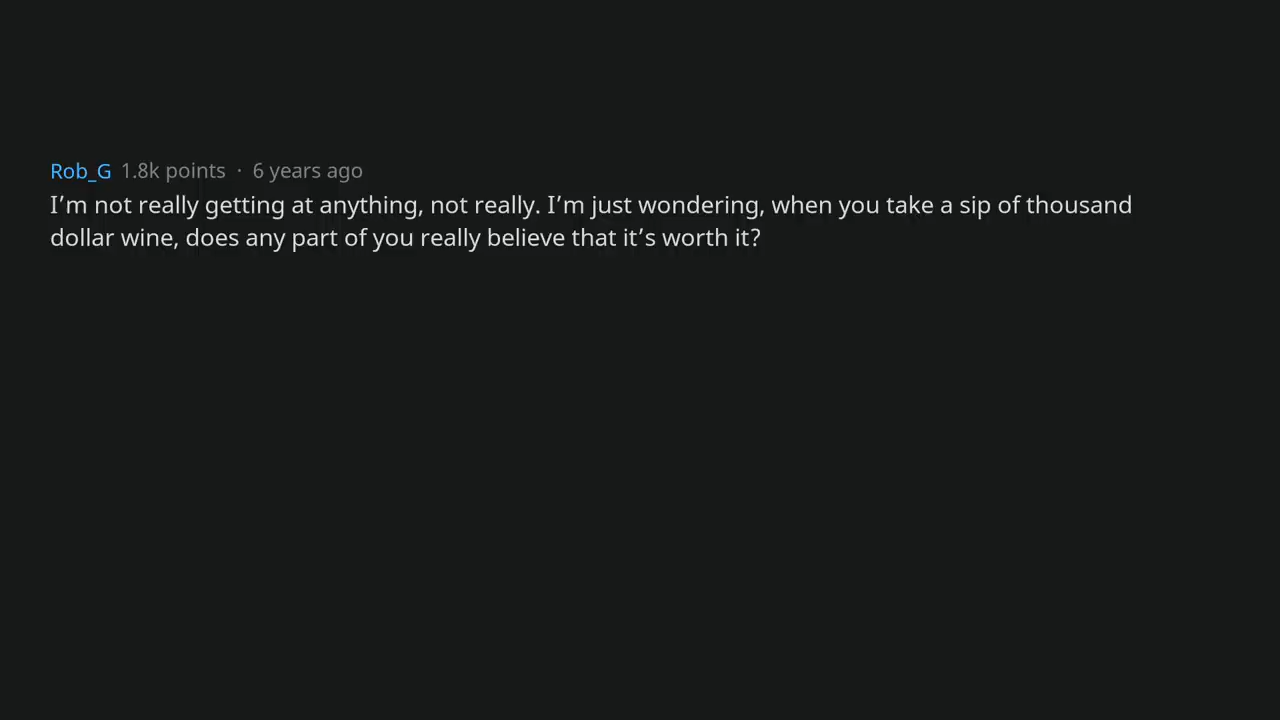 Rob_G 1.8k points · 6 years ago
I’m not really getting at anything, not really. I’m just wondering, when you take a sip of thousand
dollar wine, does any part of you really believe that it’s worth it?